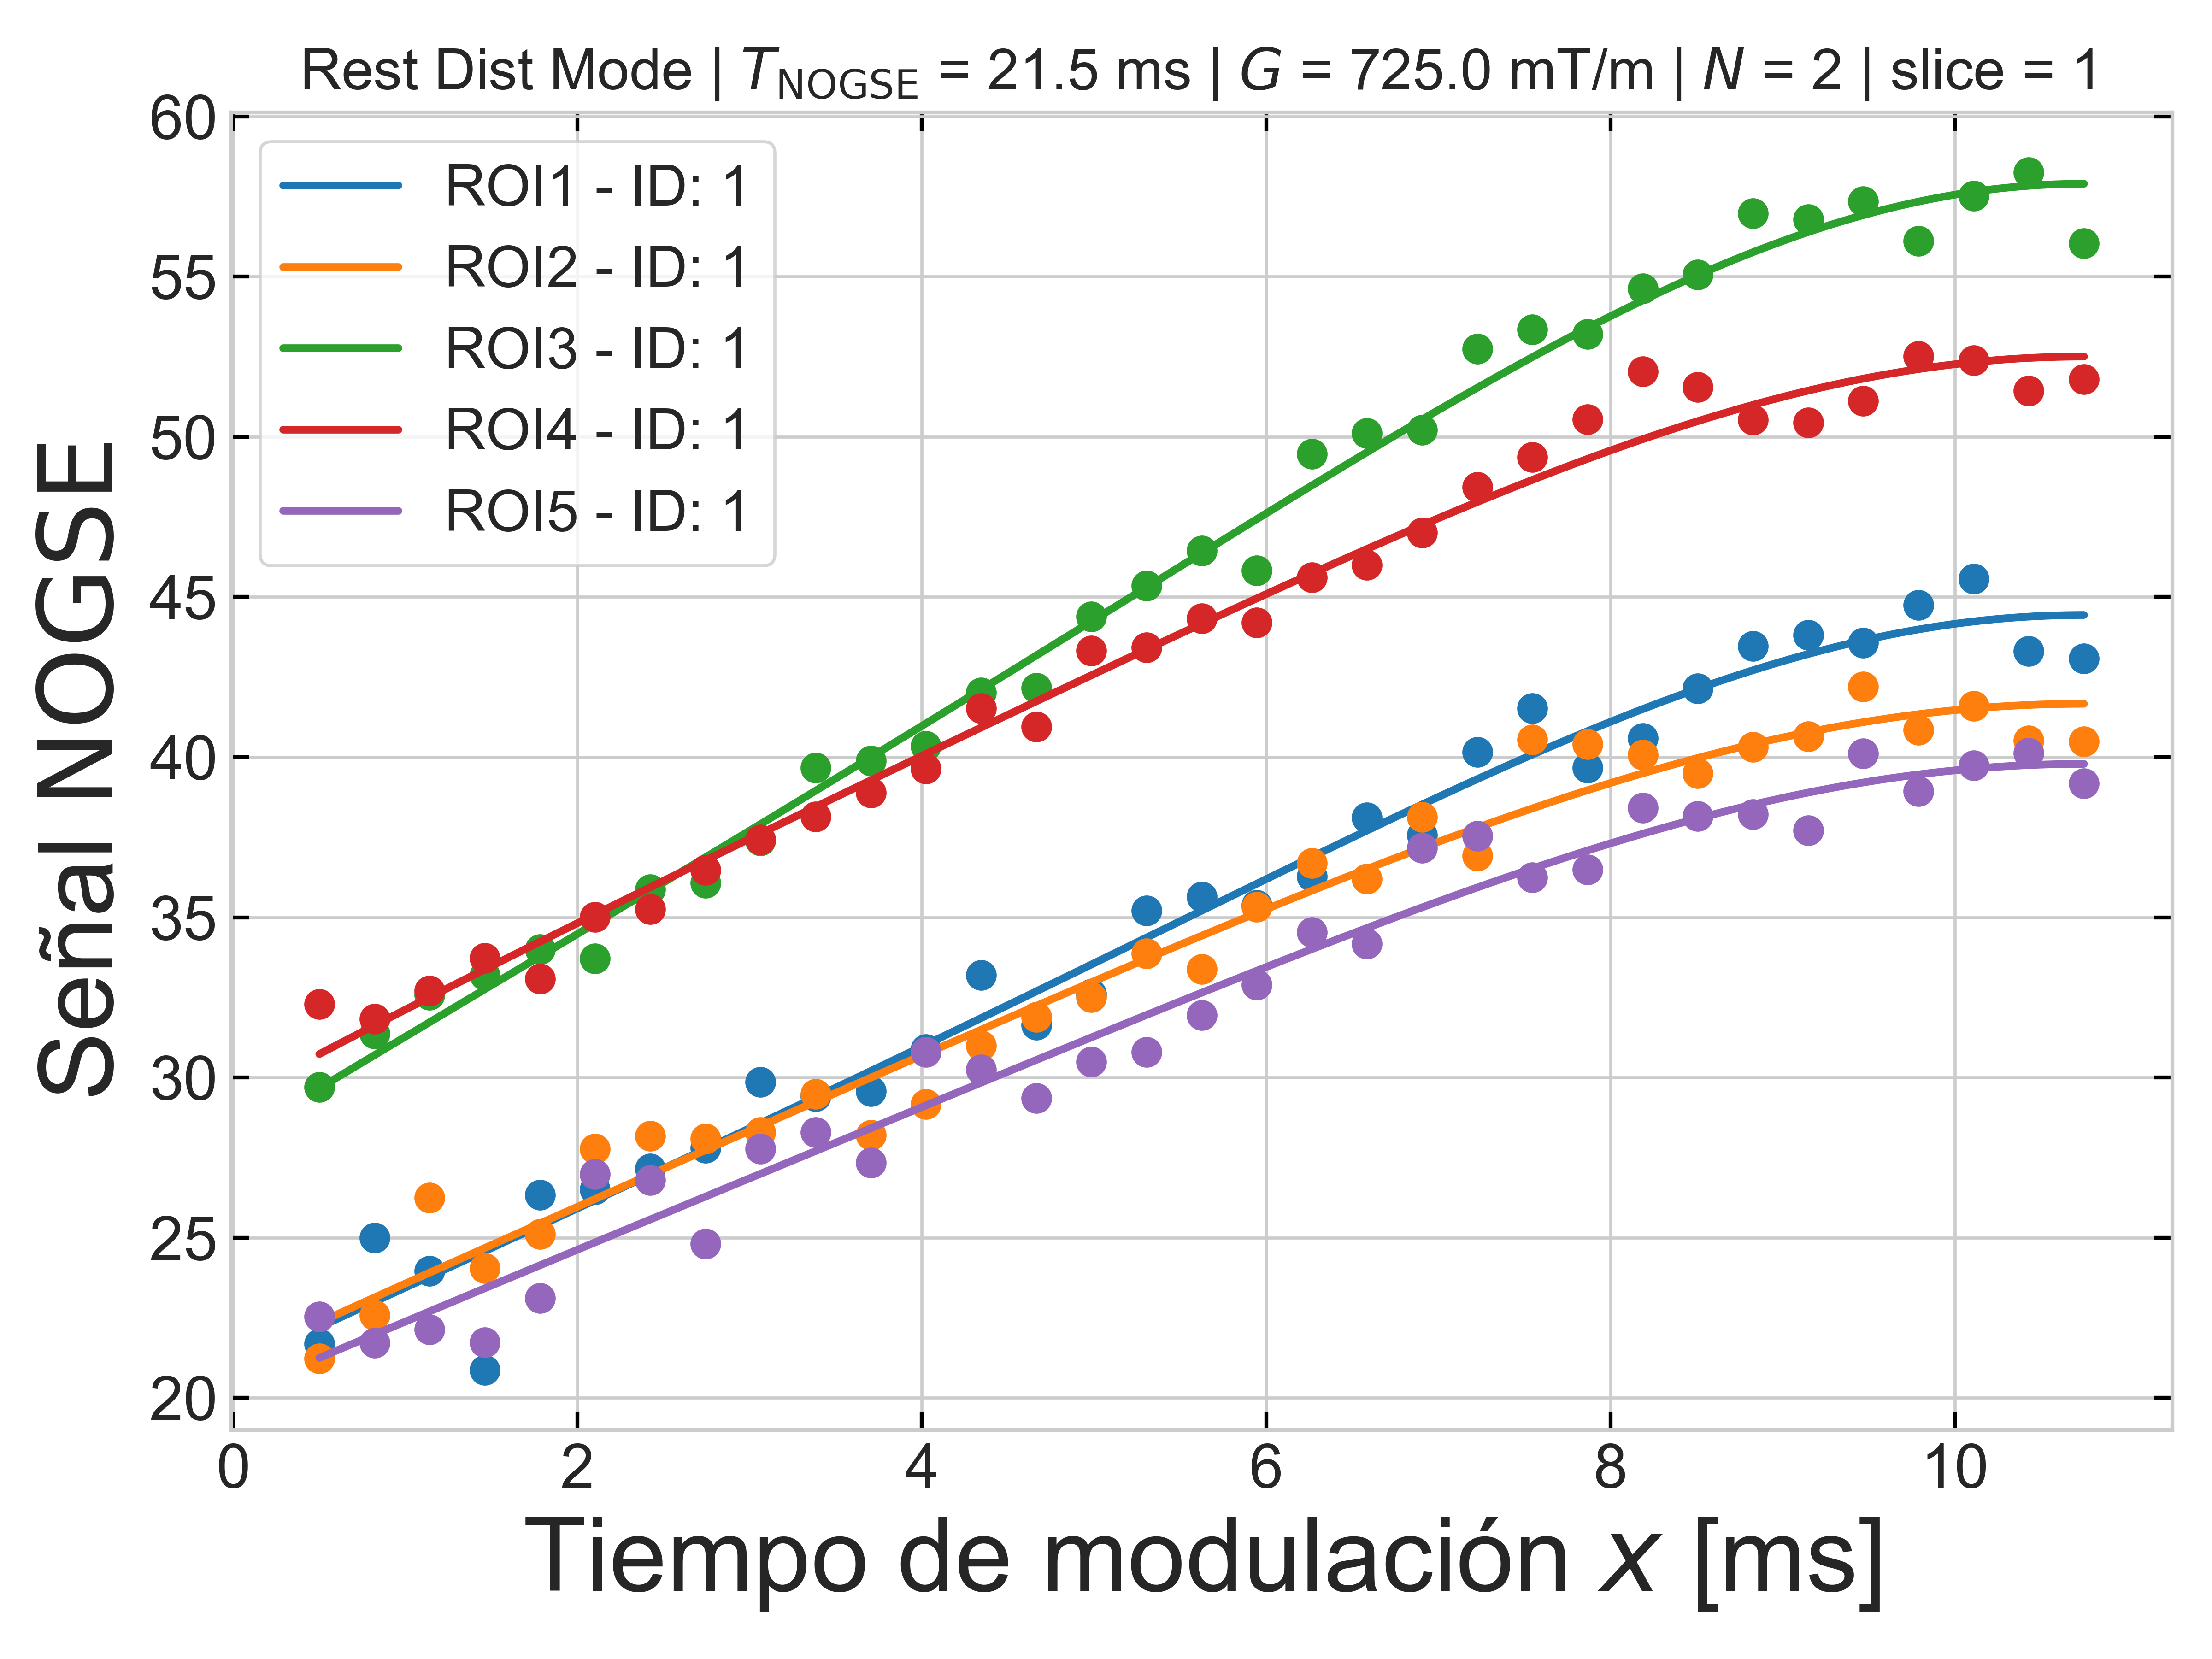 Rest Dist Mode | T_NOGSE = 21.5 ms | G = 725.0 mT/m | N = 2 | slice = 1
Señal NOGSE
60
55
50
45
40
35
30
25
20
ROI1 - ID: 1
ROI2 - ID: 1
ROI3 - ID: 1
ROI4 - ID: 1
ROI5 - ID: 1
0 2 4 6 8 10
Tiempo de modulación x [ms]